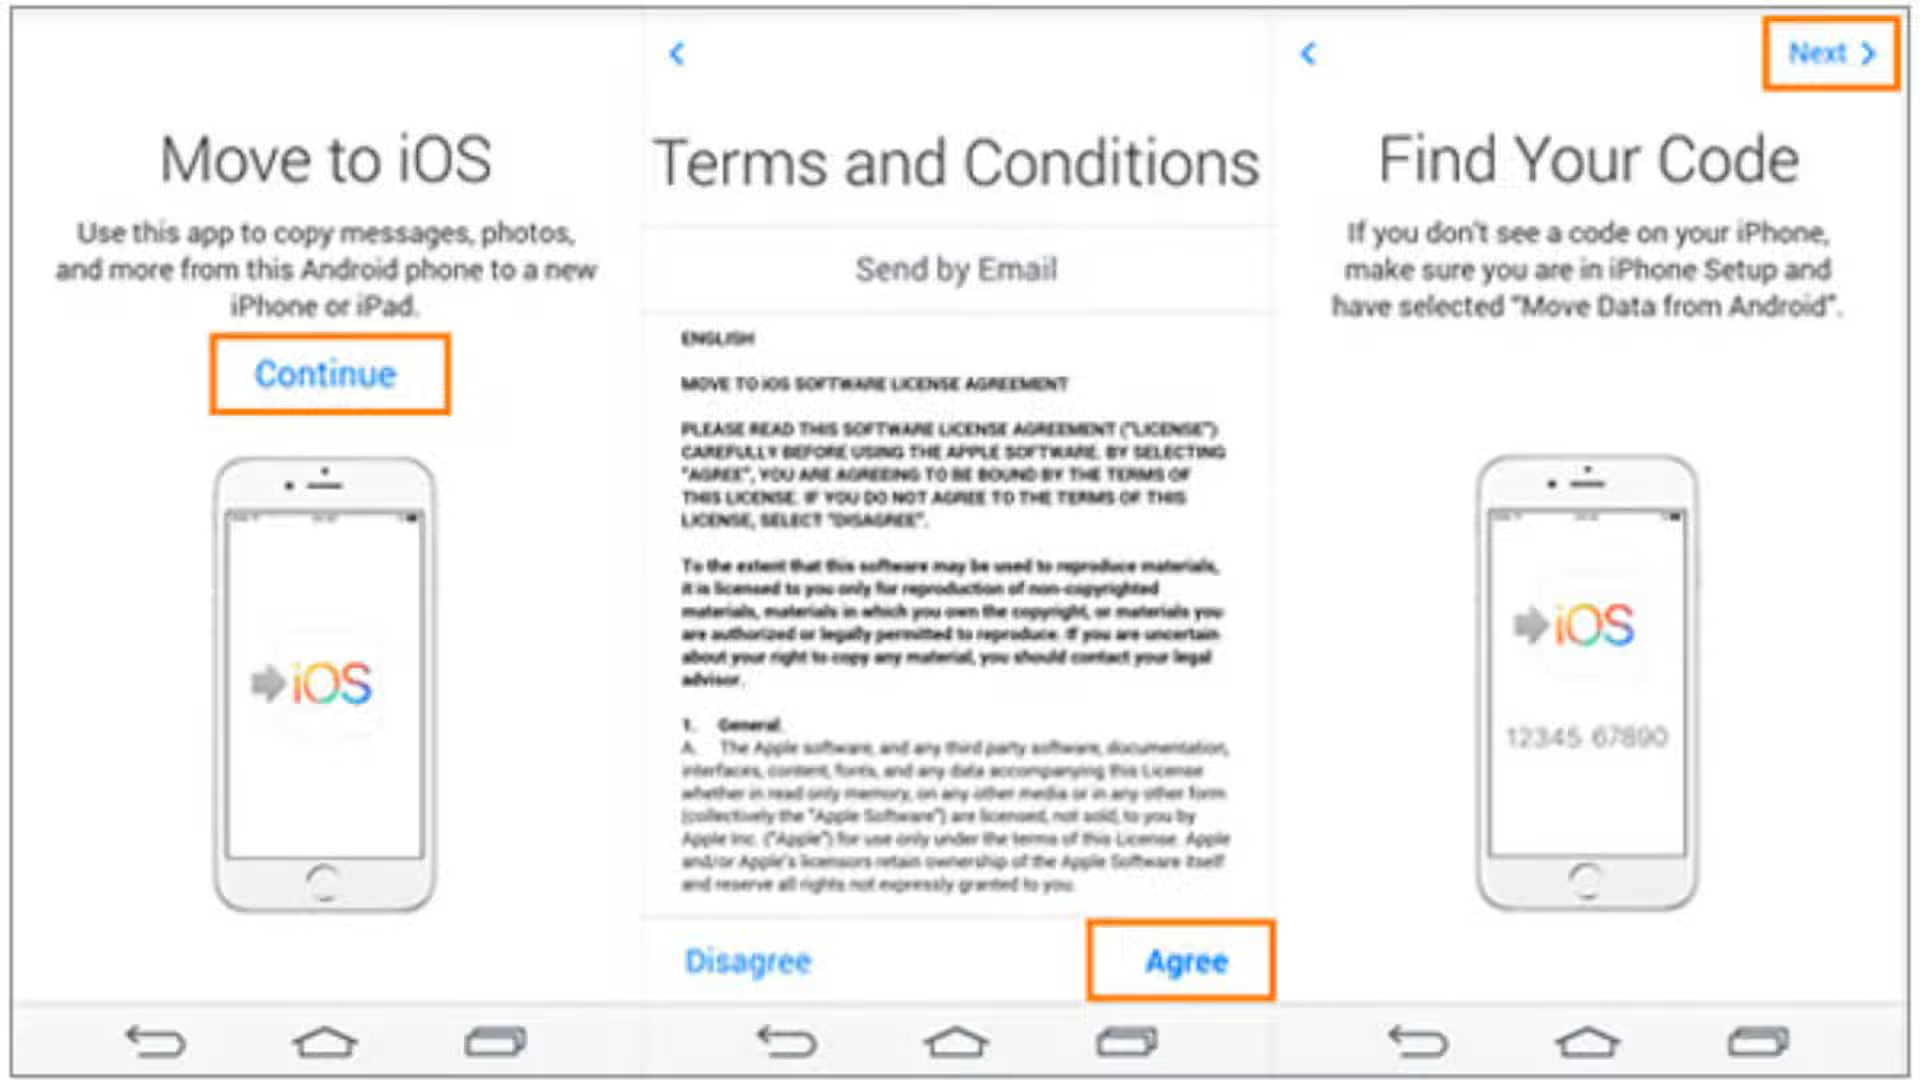 Move to iOS
Use this app to copy messages, photos,
and more from this Android phone to a new
iPhone or iPad.
Continue
iOS
Terms and Conditions
Send by Email
ENGLISH
MOVE TO iOS SOFTWARE LICENSE AGREEMENT
PLEASE READ THIS SOFTWARE LICENSE AGREEMENT ("LICENSE")
CAREFULLY BEFORE USING THE APPLE SOFTWARE. BY SELECTING
"AGREE", YOU ARE AGREEING TO BE BOUND BY THE TERMS OF
THIS LICENSE. IF YOU DO NOT AGREE TO THE TERMS OF THIS
LICENSE, SELECT "DISAGREE".
To the extent that this software may be used to reproduce materials,
it is licensed to you only for reproduction of non-copyrighted
materials, materials in which you own the copyright, or materials you
are authorized or legally permitted to reproduce. If you are uncertain
about your right to copy any material, you should contact your legal
advisor.
1. General.
A. The Apple software, and any third party software, documentation,
interfaces, content, fonts, and any data accompanying this License
whether in read only memory, on any other media or in any other form
(collectively the "Apple Software") are licensed, not sold, to you by
Apple Inc. ("Apple") for use only under the terms of this License. Apple
and/or Apple's licensors retain ownership of the Apple Software itself
and reserve all rights not expressly granted to you.
Disagree
Agree
Next
Find Your Code
If you don't see a code on your iPhone,
make sure you are in iPhone Setup and
have selected "Move Data from Android".
iOS
12345 67890